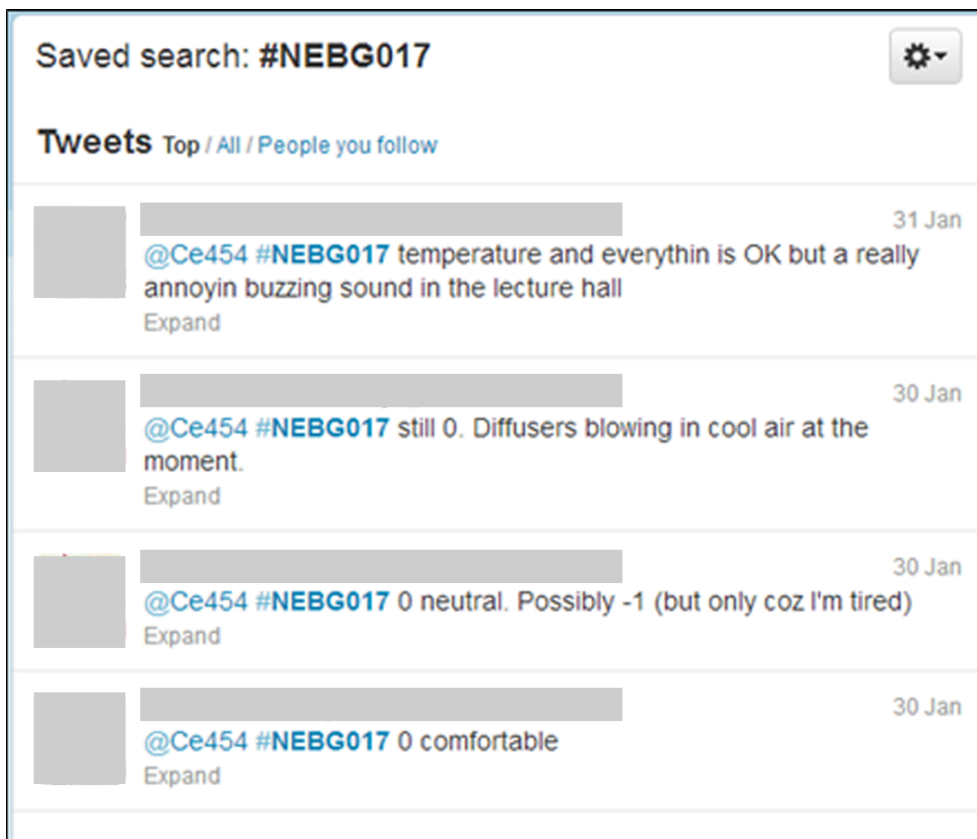 Saved search: #NEBG017
Tweets Top / All / People you follow
31 Jan
@Ce454 #NEBG017 temperature and everythin is OK but a really
annoyin buzzing sound in the lecture hall
Expand
30 Jan
@Ce454 #NEBG017 still 0. Diffusers blowing in cool air at the
moment.
Expand
30 Jan
@Ce454 #NEBG017 0 neutral. Possibly -1 (but only coz I'm tired)
Expand
30 Jan
@Ce454 #NEBG017 0 comfortable
Expand